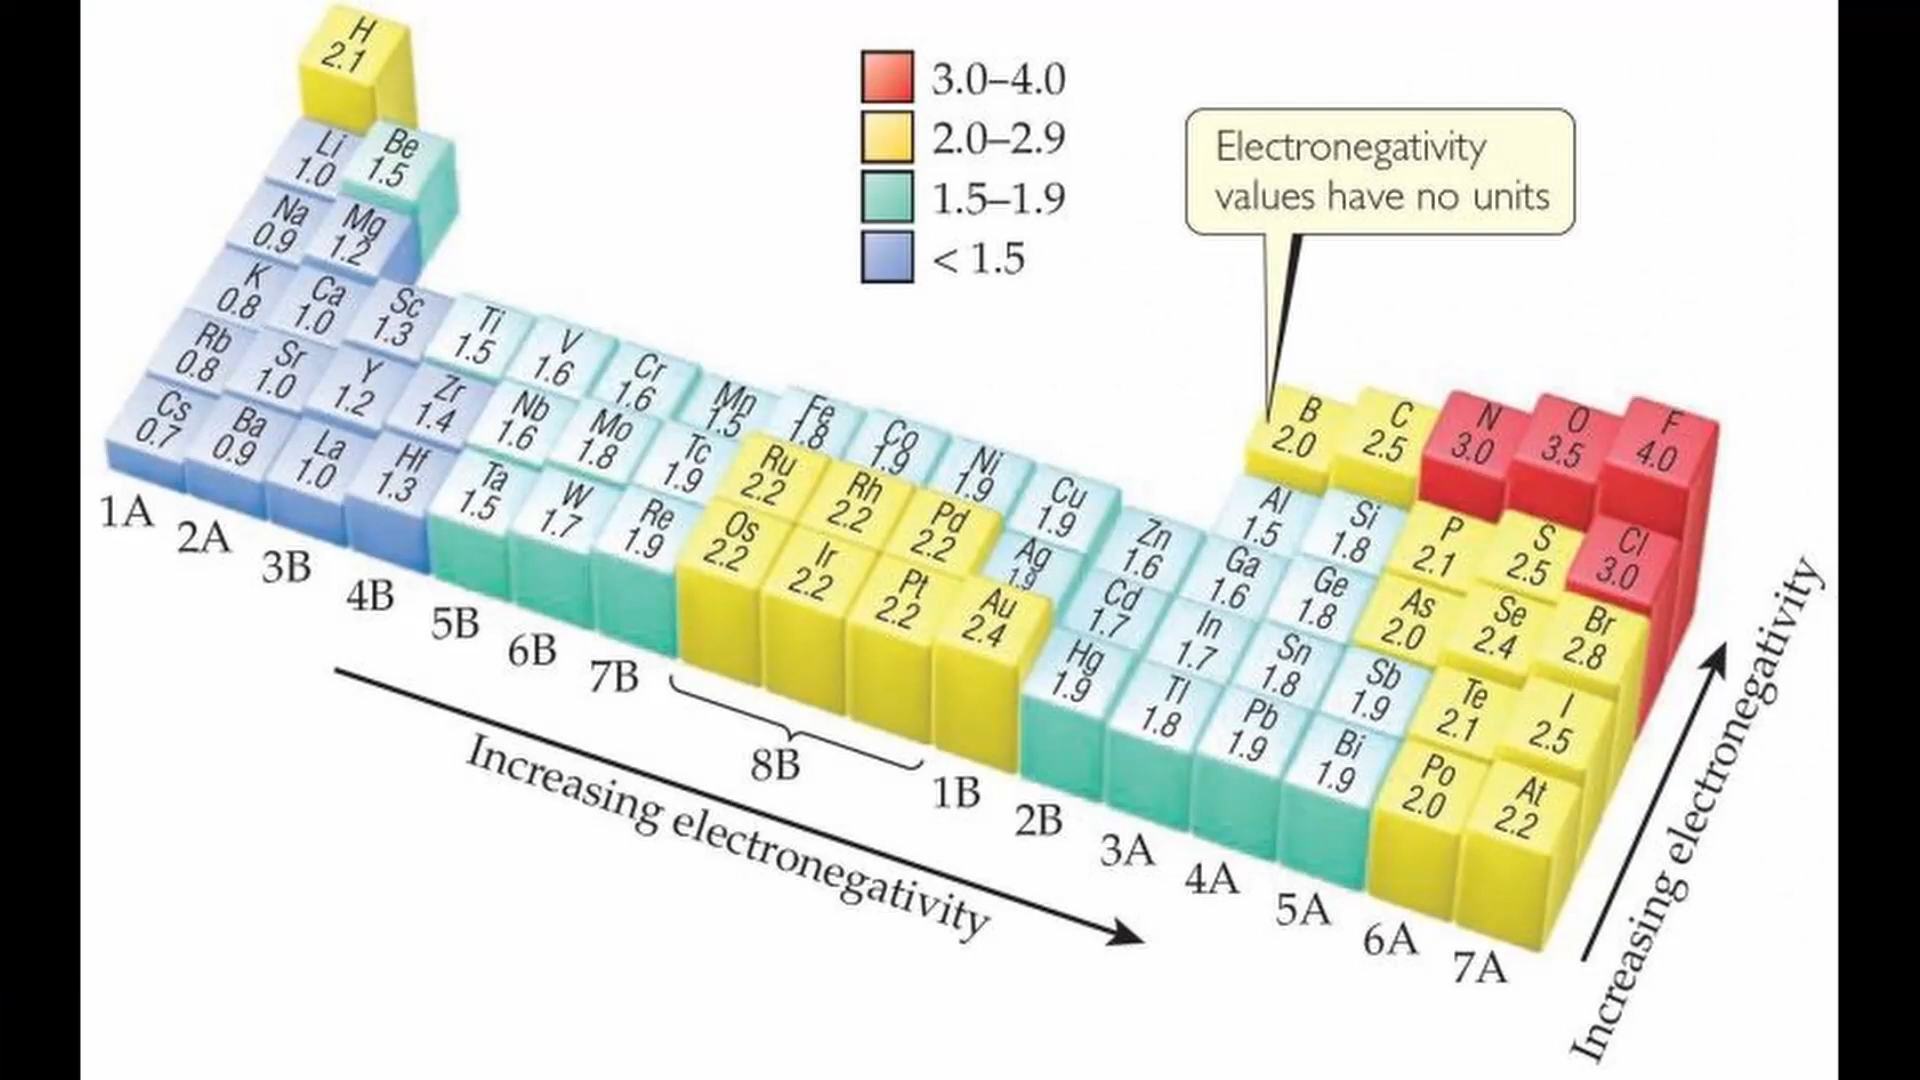 H
2.1
3.0–4.0
2.0–2.9
1.5–1.9
< 1.5
Electronegativity
values have no units
Li
1.0
Be
1.5
Na
0.9
Mg
1.2
K
0.8
Ca
1.0
Sc
1.3
Ti
1.5
V
1.6
Cr
1.6
Mn
1.5
Fe
1.8
Co
1.9
Ni
1.9
Cu
1.9
Zn
1.6
Ga
1.6
Ge
1.8
As
2.0
Se
2.4
Br
2.8
B
2.0
C
2.5
N
3.0
O
3.5
F
4.0
Al
1.5
Si
1.8
P
2.1
S
2.5
Cl
3.0
Rb
0.8
Sr
1.0
Y
1.2
Zr
1.4
Nb
1.6
Mo
1.8
Tc
1.9
Ru
2.2
Rh
2.2
Pd
2.2
Ag
1.9
Cd
1.7
In
1.7
Sn
1.8
Sb
1.9
Te
2.1
I
2.5
Cs
0.7
Ba
0.9
La
1.0
Hf
1.3
Ta
1.5
W
1.7
Re
1.9
Os
2.2
Ir
2.2
Pt
2.2
Au
2.4
Hg
1.9
Tl
1.8
Pb
1.9
Bi
1.9
Po
2.0
At
2.2
1A
2A
3B
4B
5B
6B
7B
8B
1B
2B
3A
4A
5A
6A
7A
Increasing electronegativity
Increasing electronegativity